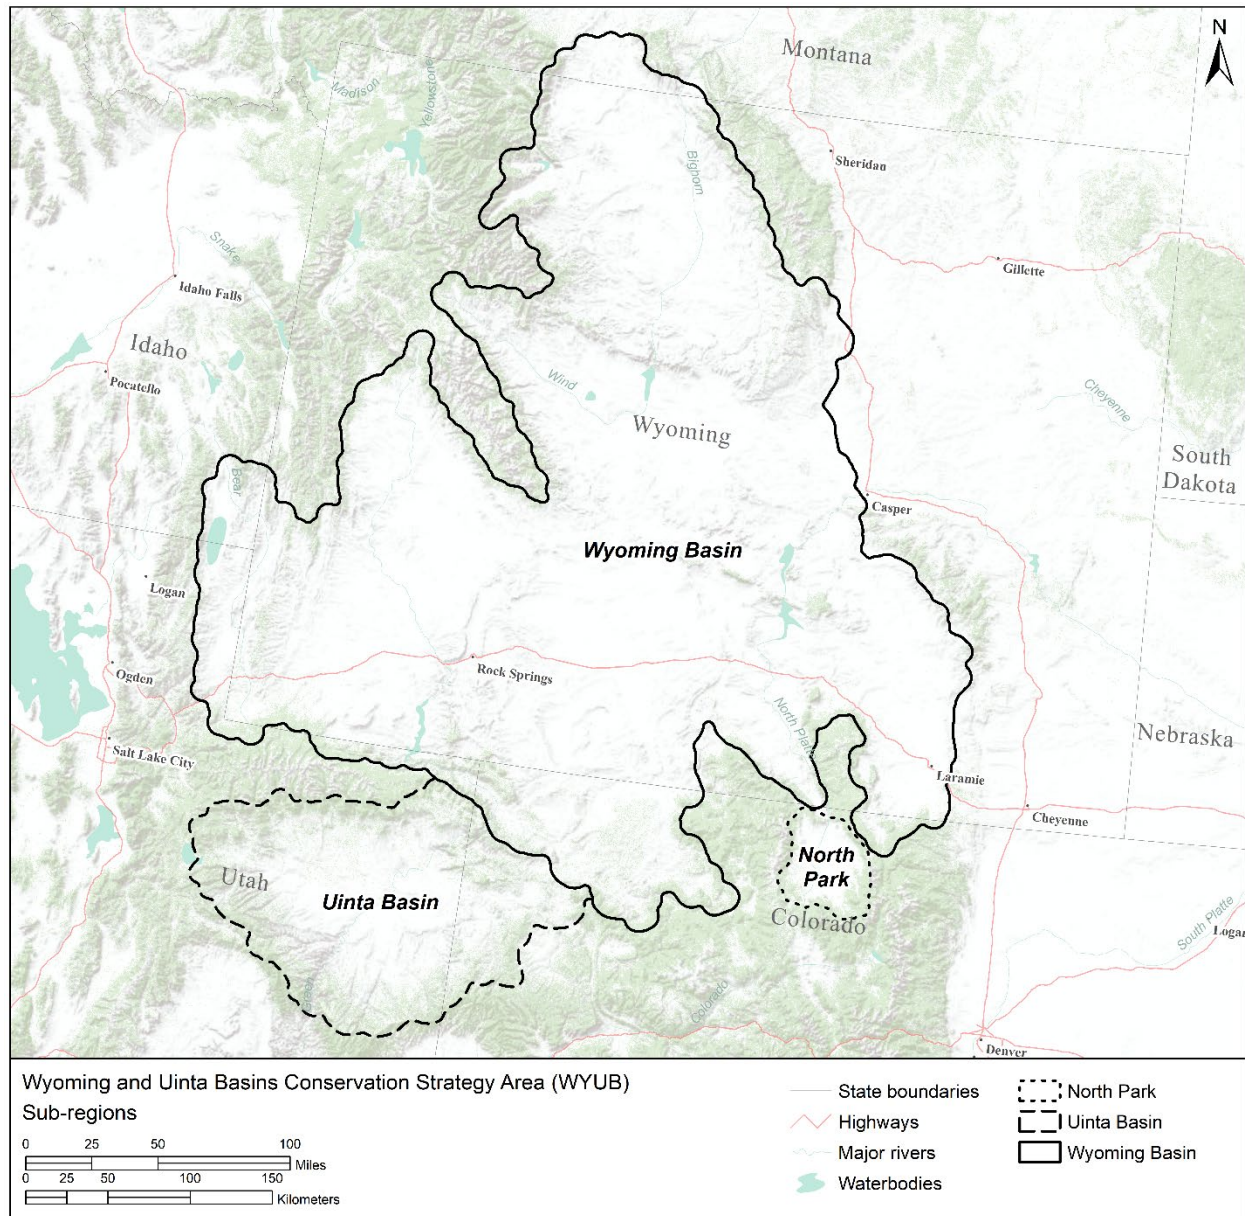 N
Montana
Madison
Yellowstone
Bighorn
Sheridan
Snake
Gillette
Idaho Falls
Idaho
Pocatello
Wind
Cheyenne
Wyoming
South
Dakota
Bear
Casper
Wyoming Basin
Logan
Ogden
Rock Springs
North Platte
Nebraska
Salt Lake City
Laramie
Cheyenne
North
Park
Utah
Uinta Basin
Colorado
South Platte
Logan
Colorado
Denver
Wyoming and Uinta Basins Conservation Strategy Area (WYUB)
Sub-regions
0 25 50 100
Miles
0 25 50 100 150
Kilometers
State boundaries
Highways
Major rivers
Waterbodies
North Park
Uinta Basin
Wyoming Basin